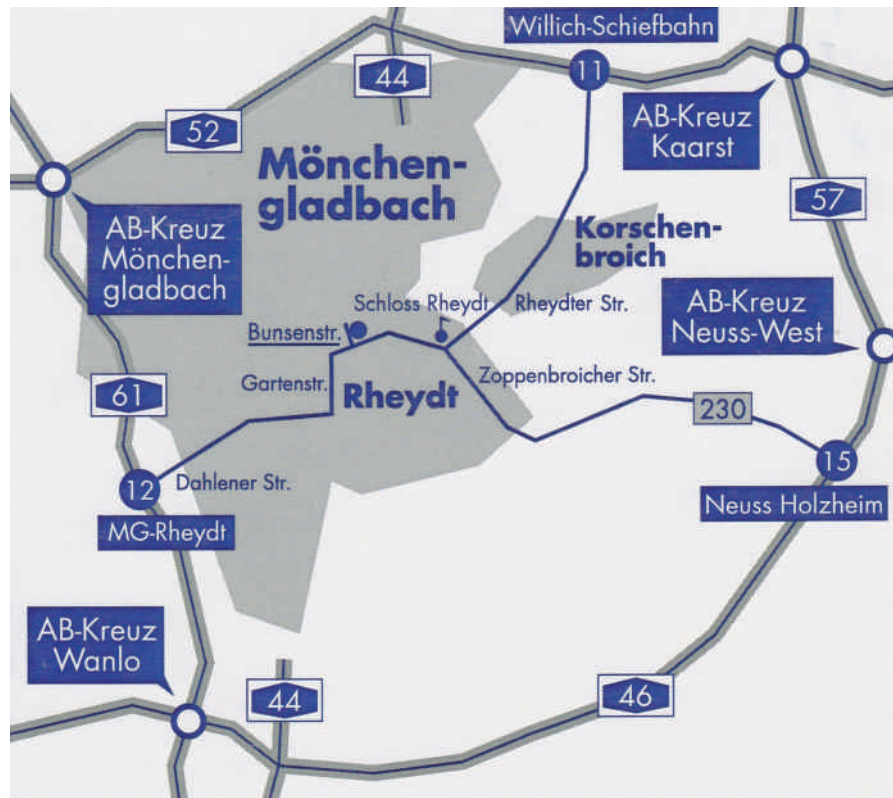 Willich-Schiefbahn
44
11
52
AB-Kreuz
Kaarst
Mönchen-
gladbach
57
AB-Kreuz
Mönchen-
gladbach
Korschen-
broich
AB-Kreuz
Neuss-West
Schloss Rheydt
Rheydter Str.
Bunsenstr.
Gartenstr.
Zoppenbroicher Str.
61
Rheydt
230
12
Dahlener Str.
15
MG-Rheydt
Neuss Holzheim
AB-Kreuz
Wanlo
44
46